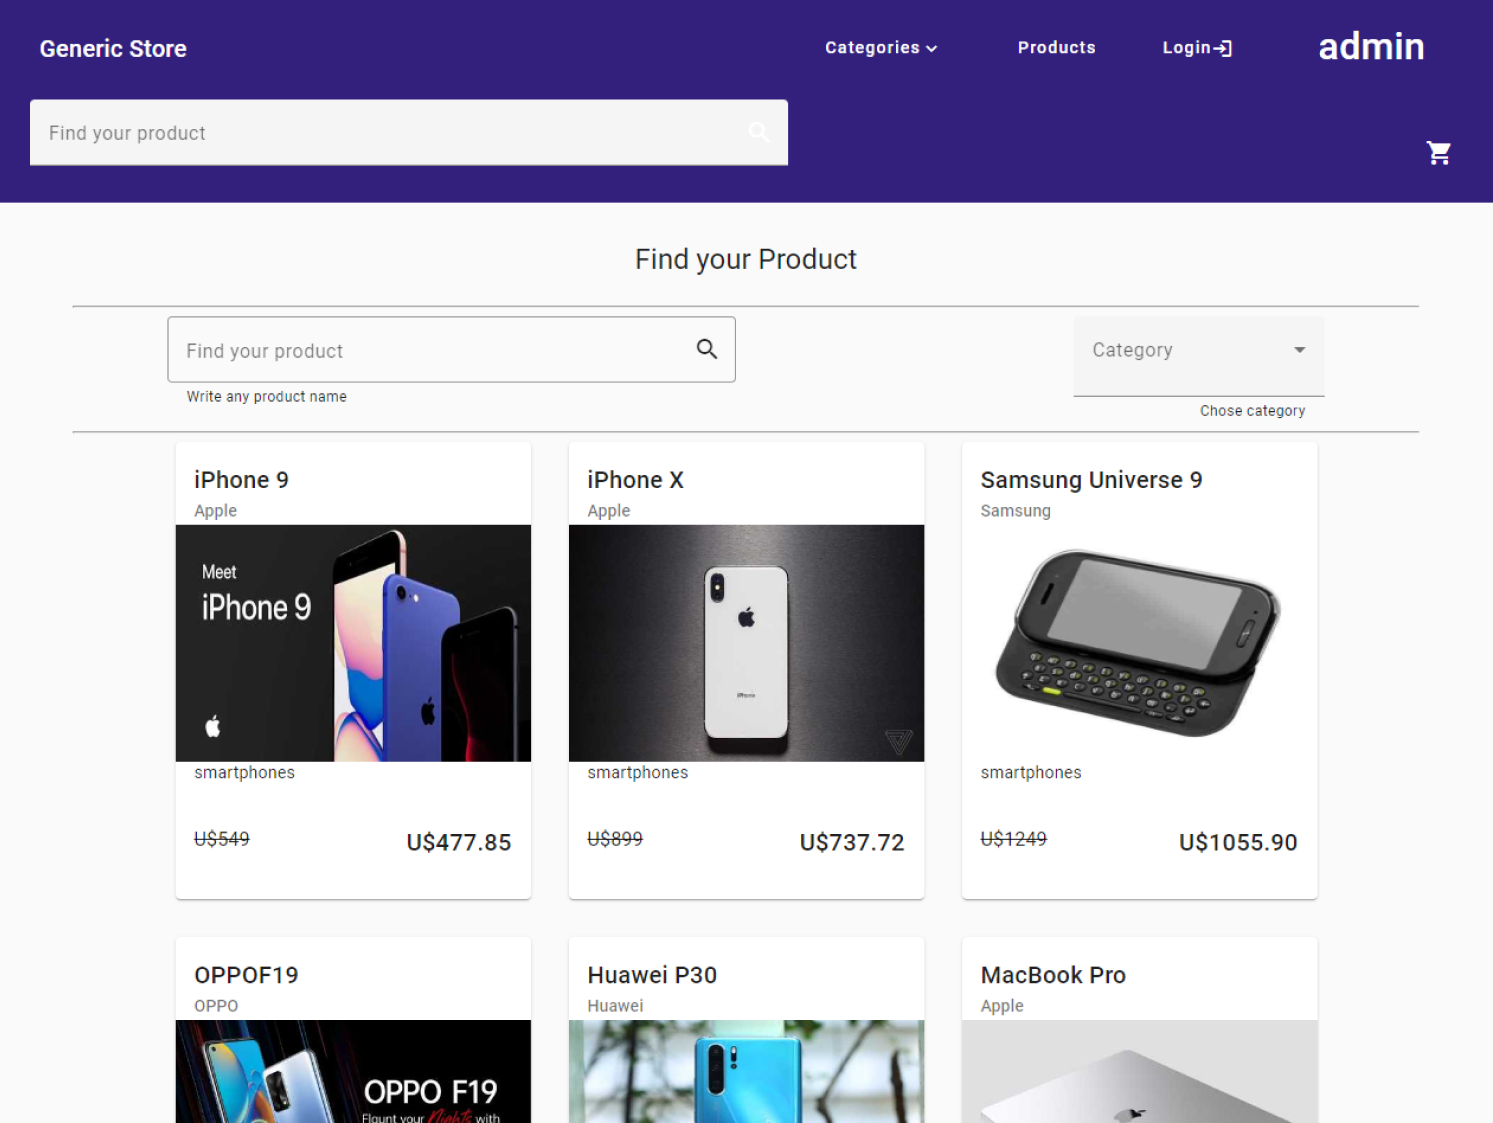 Generic Store
Categories
Products
Login
admin
Find your product
Find your Product
Find your product
Write any product name
Category
Chose category
iPhone 9
Apple
Meet
iPhone 9
smartphones
U$549
U$477.85
iPhone X
Apple
iPhone
smartphones
U$899
U$737.72
Samsung Universe 9
Samsung
smartphones
U$1249
U$1055.90
OPPOF19
OPPO
OPPO F19
Flaunt your Nights with
Huawei P30
Huawei
MacBook Pro
Apple